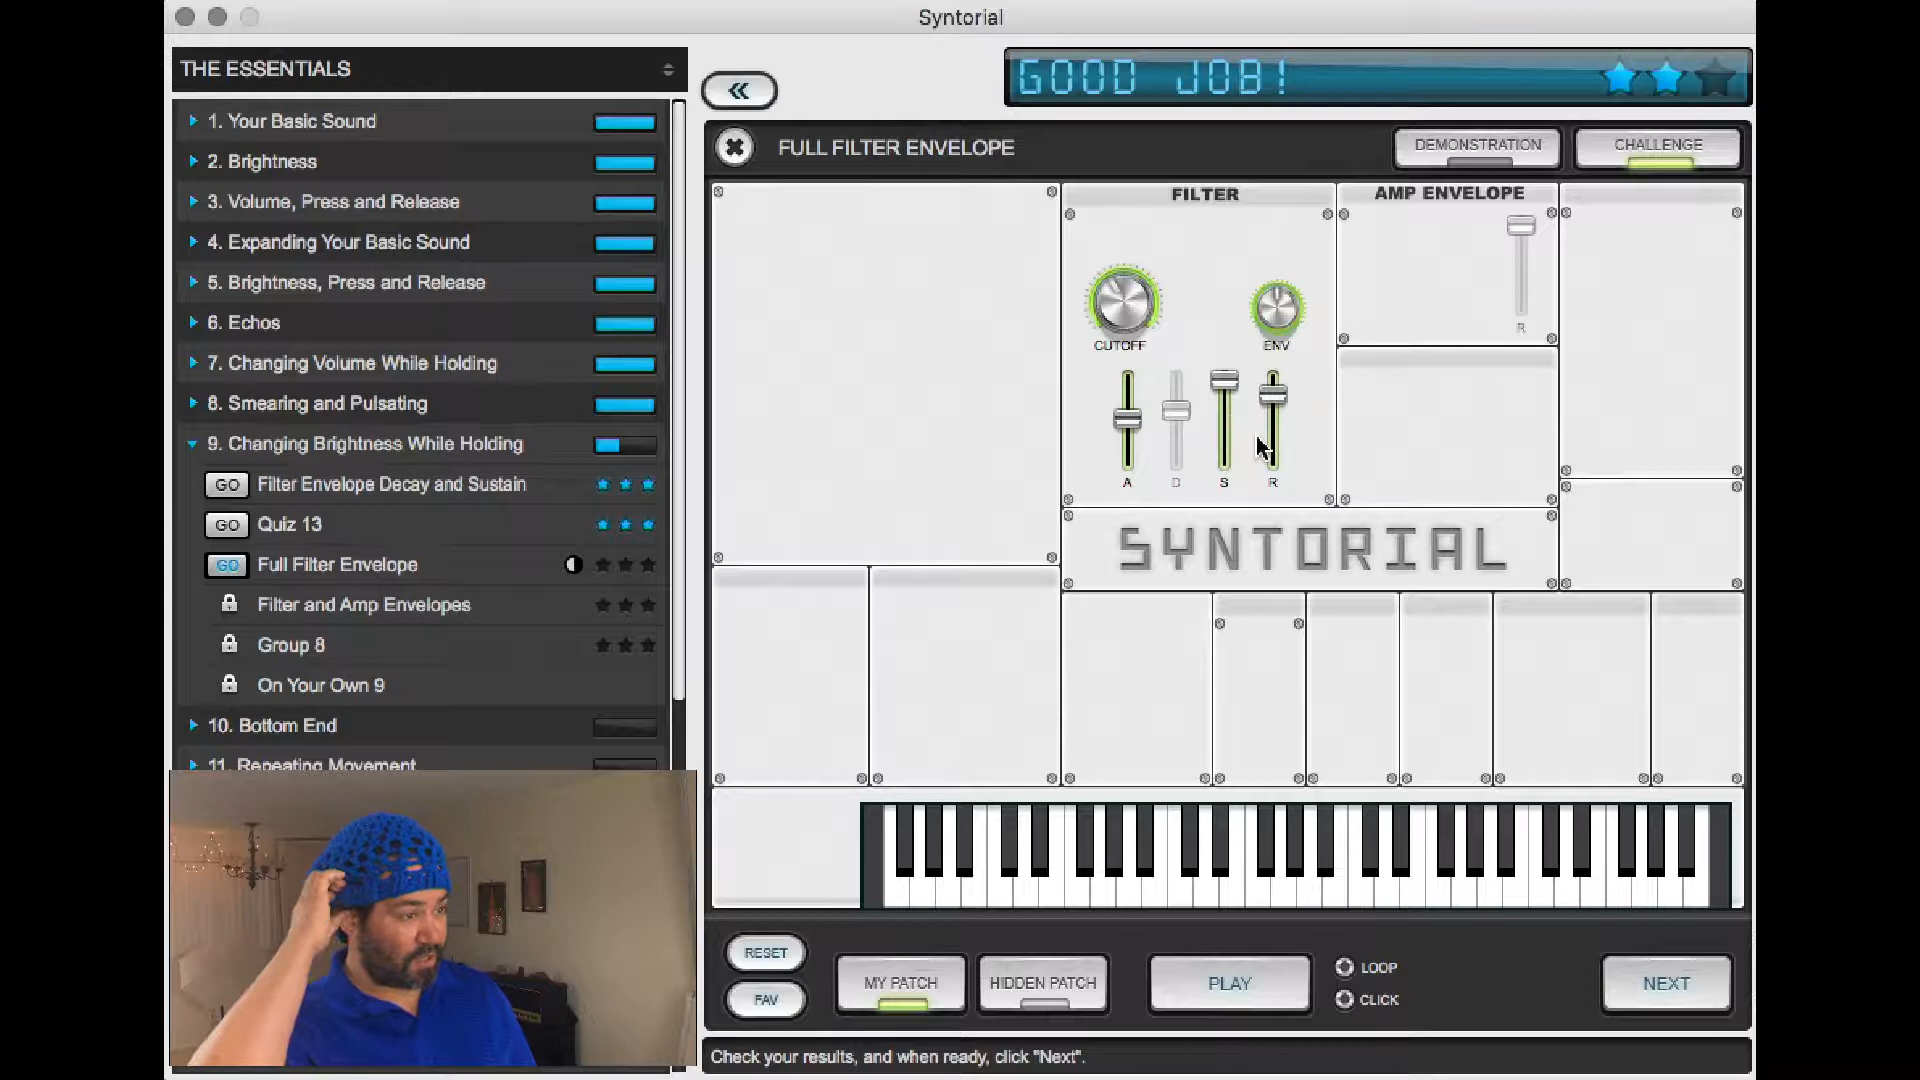 Syntorial
THE ESSENTIALS
1. Your Basic Sound
2. Brightness
3. Volume, Press and Release
4. Expanding Your Basic Sound
5. Brightness, Press and Release
6. Echos
7. Changing Volume While Holding
8. Smearing and Pulsating
9. Changing Brightness While Holding
GO Filter Envelope Decay and Sustain
GO Quiz 13
GO Full Filter Envelope
Filter and Amp Envelopes
Group 8
On Your Own 9
10. Bottom End
11. Repeating Movement
«
GOOD JOB!
FULL FILTER ENVELOPE
DEMONSTRATION
CHALLENGE
FILTER
AMP ENVELOPE
R
CUTOFF
ENV
A
D
S
R
SYNTORIAL
RESET
FAV
MY PATCH
HIDDEN PATCH
PLAY
LOOP
CLICK
NEXT
Check your results, and when ready, click "Next".